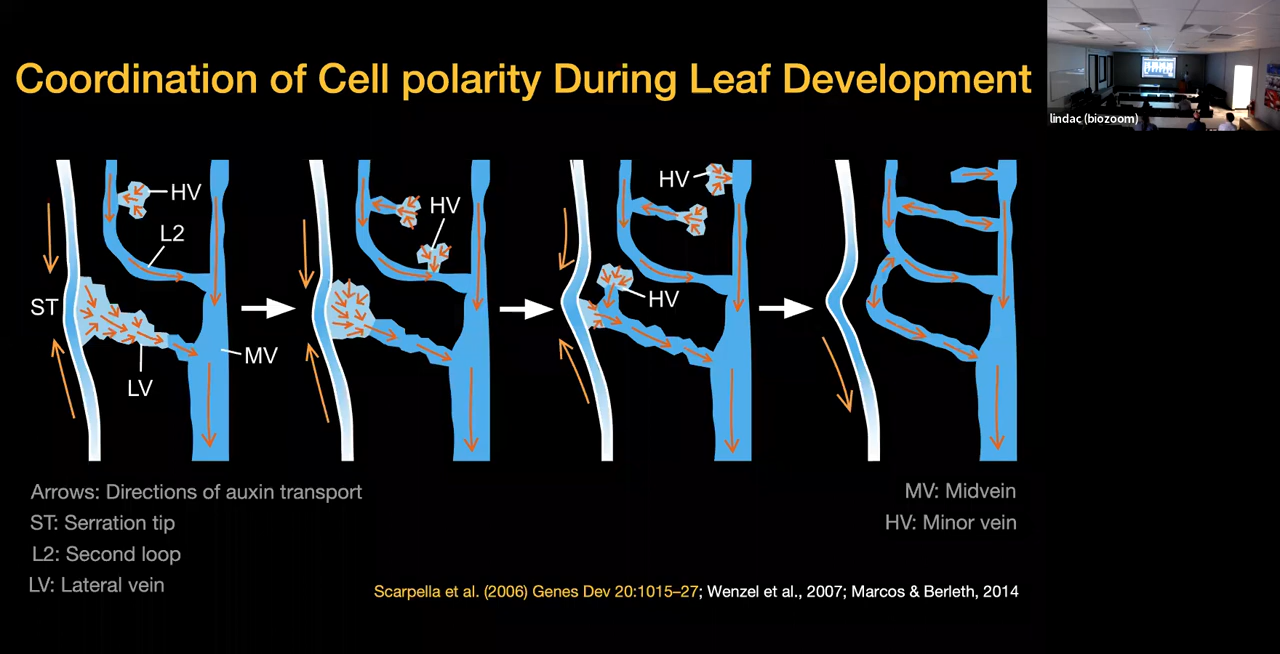 Coordination of Cell polarity During Leaf Development
lindac (biozoom)
HV
L2
ST
LV
MV
HV
HV
HV
Arrows: Directions of auxin transport
ST: Serration tip
L2: Second loop
LV: Lateral vein
MV: Midvein
HV: Minor vein
Scarpella et al. (2006) Genes Dev 20:1015–27; Wenzel et al., 2007; Marcos & Berleth, 2014